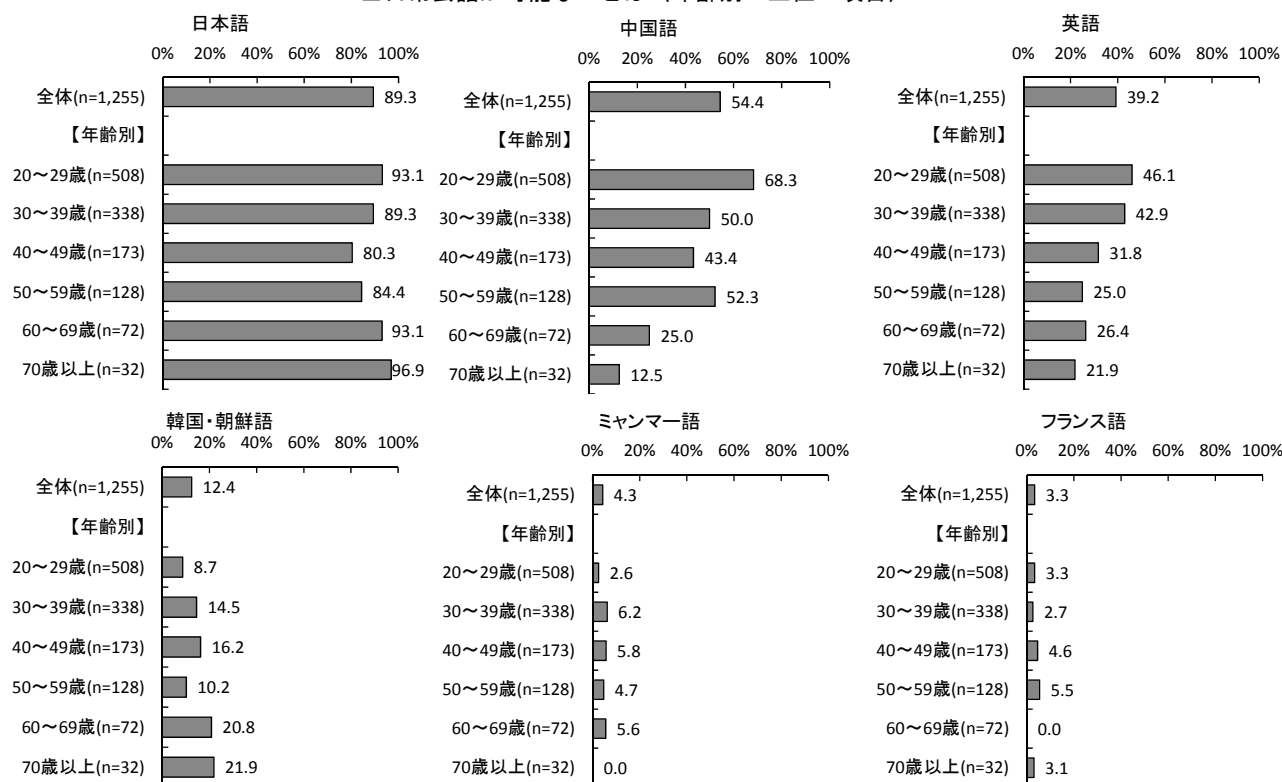 日本語
0% 20% 40% 60% 80% 100%
全体(n=1,255) 89.3
【年齢別】
20～29歳(n=508) 93.1
30～39歳(n=338) 89.3
40～49歳(n=173) 80.3
50～59歳(n=128) 84.4
60～69歳(n=72) 93.1
70歳以上(n=32) 96.9
中国語
0% 20% 40% 60% 80% 100%
全体(n=1,255) 54.4
【年齢別】
20～29歳(n=508) 68.3
30～39歳(n=338) 50.0
40～49歳(n=173) 43.4
50～59歳(n=128) 52.3
60～69歳(n=72) 25.0
70歳以上(n=32) 12.5
英語
0% 20% 40% 60% 80% 100%
全体(n=1,255) 39.2
【年齢別】
20～29歳(n=508) 46.1
30～39歳(n=338) 42.9
40～49歳(n=173) 31.8
50～59歳(n=128) 25.0
60～69歳(n=72) 26.4
70歳以上(n=32) 21.9
韓国・朝鮮語
0% 20% 40% 60% 80% 100%
全体(n=1,255) 12.4
【年齢別】
20～29歳(n=508) 8.7
30～39歳(n=338) 14.5
40～49歳(n=173) 16.2
50～59歳(n=128) 10.2
60～69歳(n=72) 20.8
70歳以上(n=32) 21.9
ミャンマー語
0% 20% 40% 60% 80% 100%
全体(n=1,255) 4.3
【年齢別】
20～29歳(n=508) 2.6
30～39歳(n=338) 6.2
40～49歳(n=173) 5.8
50～59歳(n=128) 4.7
60～69歳(n=72) 5.6
70歳以上(n=32) 0.0
フランス語
0% 20% 40% 60% 80% 100%
全体(n=1,255) 3.3
【年齢別】
20～29歳(n=508) 3.3
30～39歳(n=338) 2.7
40～49歳(n=173) 4.6
50～59歳(n=128) 5.5
60～69歳(n=72) 0.0
70歳以上(n=32) 3.1